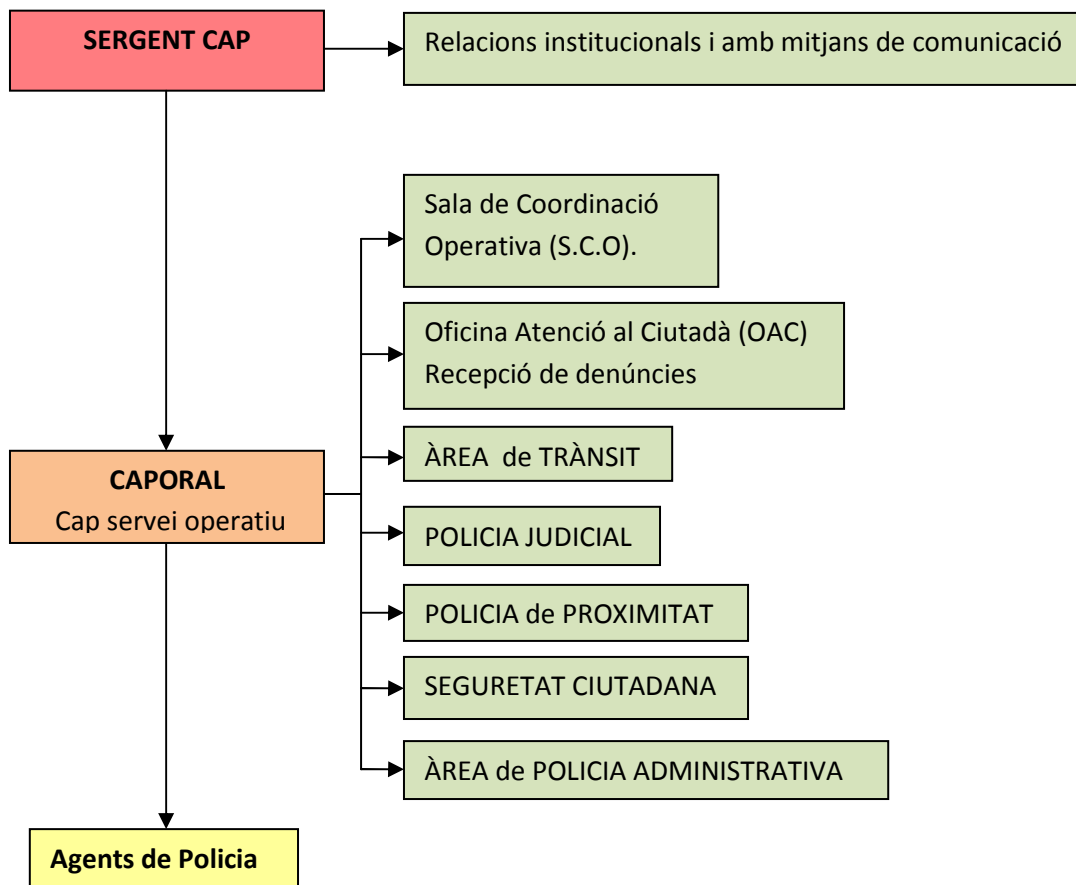 SERGENT CAP
Relacions institucionals i amb mitjans de comunicació
Sala de Coordinació
Operativa (S.C.O).
Oficina Atenció al Ciutadà (OAC)
Recepció de denúncies
ÀREA de TRÀNSIT
CAPORAL
Cap servei operatiu
POLICIA JUDICIAL
POLICIA de PROXIMITAT
SEGURETAT CIUTADANA
ÀREA de POLICIA ADMINISTRATIVA
Agents de Policia